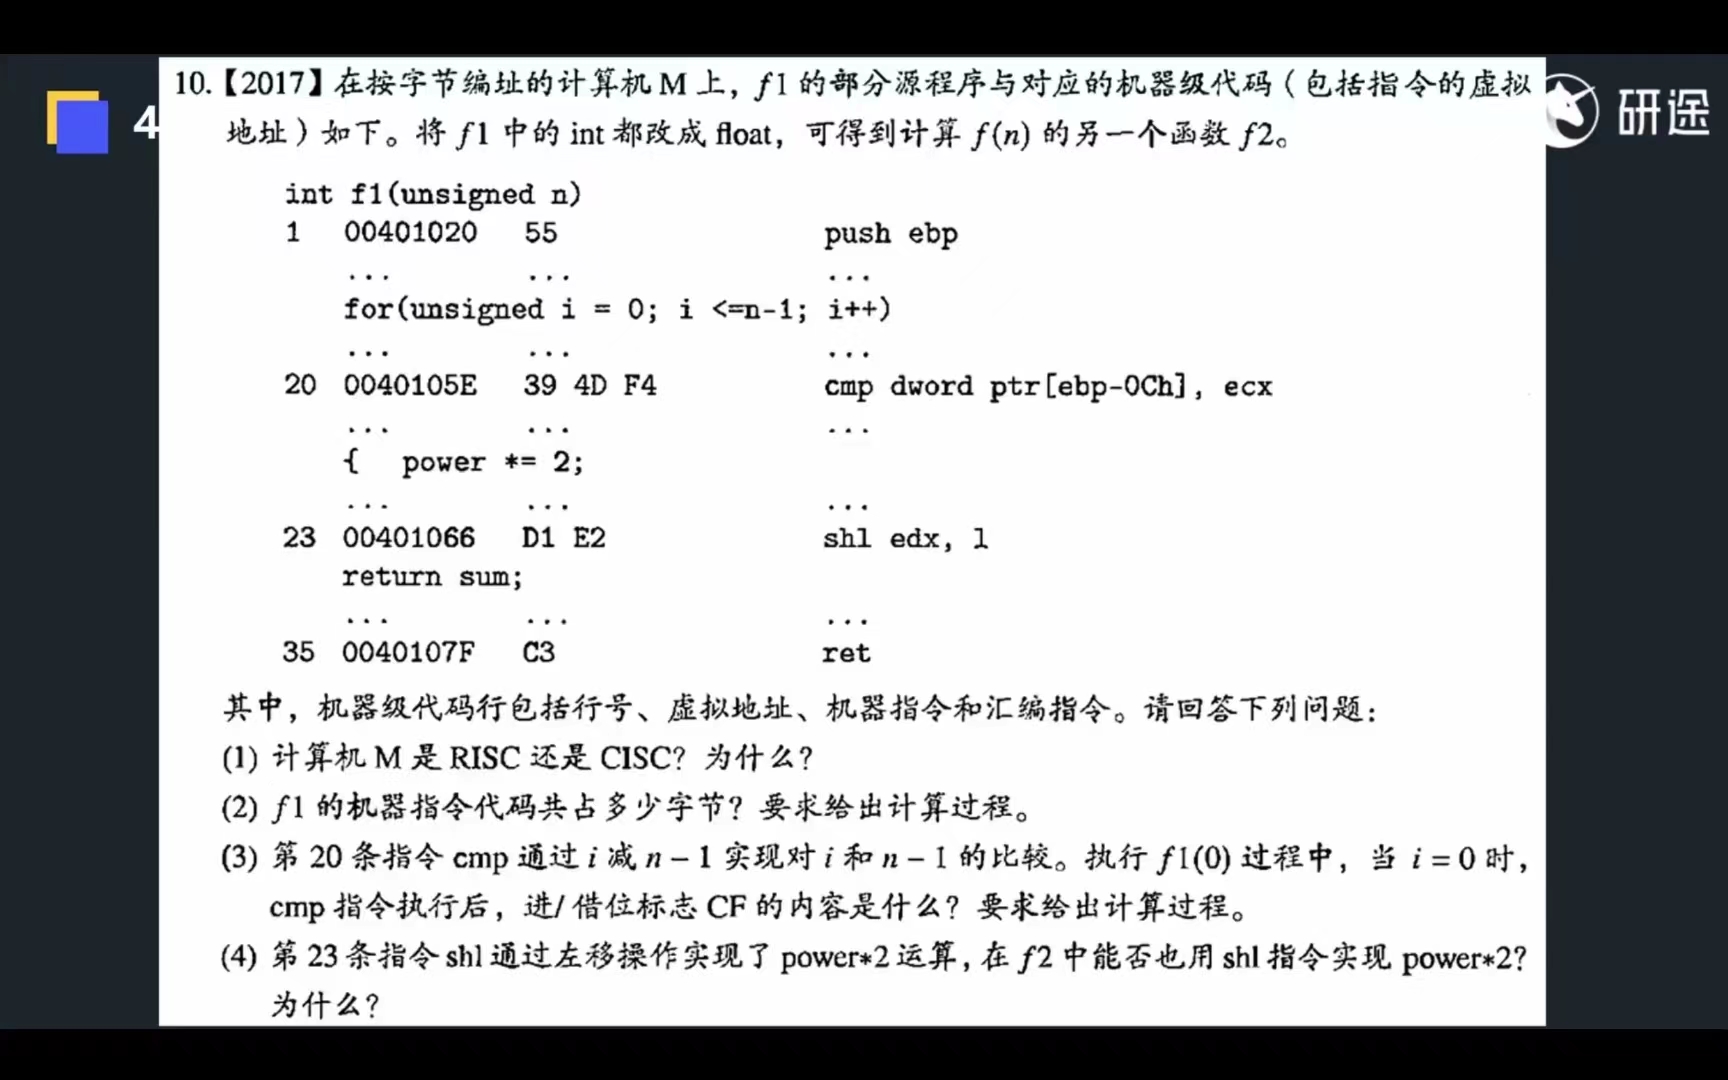 4
研途
10.【2017】在按字节编址的计算机 M 上，f1 的部分源程序与对应的机器级代码（包括指令的虚拟
地址）如下。将 f1 中的 int 都改成 float，可得到计算 f(n) 的另一个函数 f2。
int f1(unsigned n)
1 00401020 55 push ebp
... ... ...
for(unsigned i = 0; i <=n-1; i++)
... ... ...
20 0040105E 39 4D F4 cmp dword ptr[ebp-0Ch], ecx
... ... ...
{ power *= 2;
... ... ...
23 00401066 D1 E2 shl edx, 1
return sum;
... ... ...
35 0040107F C3 ret
其中，机器级代码行包括行号、虚拟地址、机器指令和汇编指令。请回答下列问题：
(1) 计算机 M 是 RISC 还是 CISC？为什么？
(2) f1 的机器指令代码共占多少字节？要求给出计算过程。
(3) 第 20 条指令 cmp 通过 i 减 n − 1 实现对 i 和 n − 1 的比较。执行 f1(0) 过程中，当 i = 0 时，
cmp 指令执行后，进/借位标志 CF 的内容是什么？要求给出计算过程。
(4) 第 23 条指令 shl 通过左移操作实现了 power*2 运算，在 f2 中能否也用 shl 指令实现 power*2？
为什么？